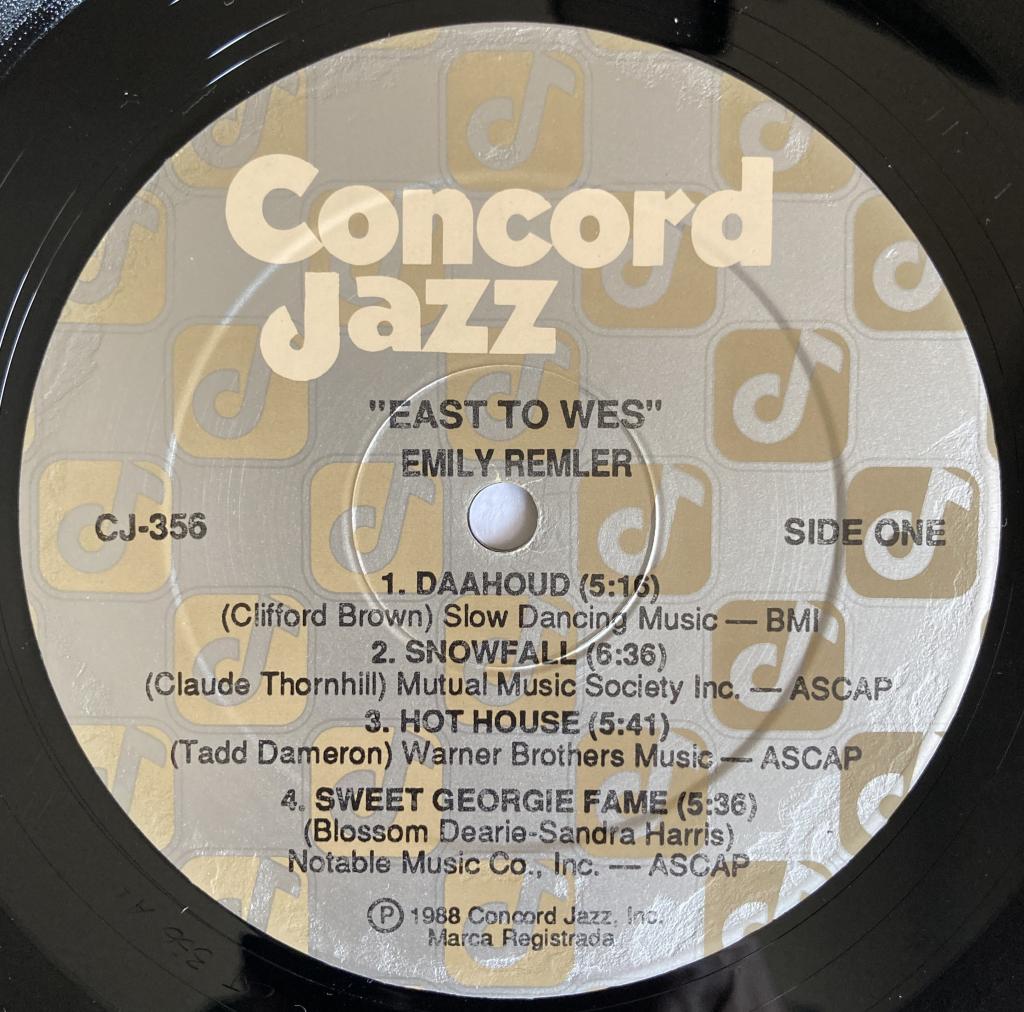 Concord
Jazz
"EAST TO WES"
EMILY REMLER
CJ-356
SIDE ONE
1. DAAHOUD (5:16)
(Clifford Brown) Slow Dancing Music — BMI
2. SNOWFALL (6:36)
(Claude Thornhill) Mutual Music Society Inc. — ASCAP
3. HOT HOUSE (5:41)
(Tadd Dameron) Warner Brothers Music — ASCAP
4. SWEET GEORGIE FAME (5:36)
(Blossom Dearie-Sandra Harris)
Notable Music Co., Inc. — ASCAP
Ⓟ 1988 Concord Jazz, Inc.
Marca Registrada